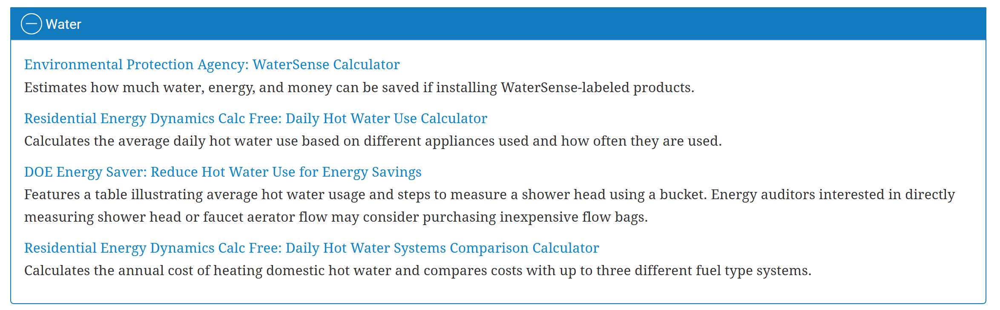 Water
Environmental Protection Agency: WaterSense Calculator
Estimates how much water, energy, and money can be saved if installing WaterSense-labeled products.
Residential Energy Dynamics Calc Free: Daily Hot Water Use Calculator
Calculates the average daily hot water use based on different appliances used and how often they are used.
DOE Energy Saver: Reduce Hot Water Use for Energy Savings
Features a table illustrating average hot water usage and steps to measure a shower head using a bucket. Energy auditors interested in directly
measuring shower head or faucet aerator flow may consider purchasing inexpensive flow bags.
Residential Energy Dynamics Calc Free: Daily Hot Water Systems Comparison Calculator
Calculates the annual cost of heating domestic hot water and compares costs with up to three different fuel type systems.